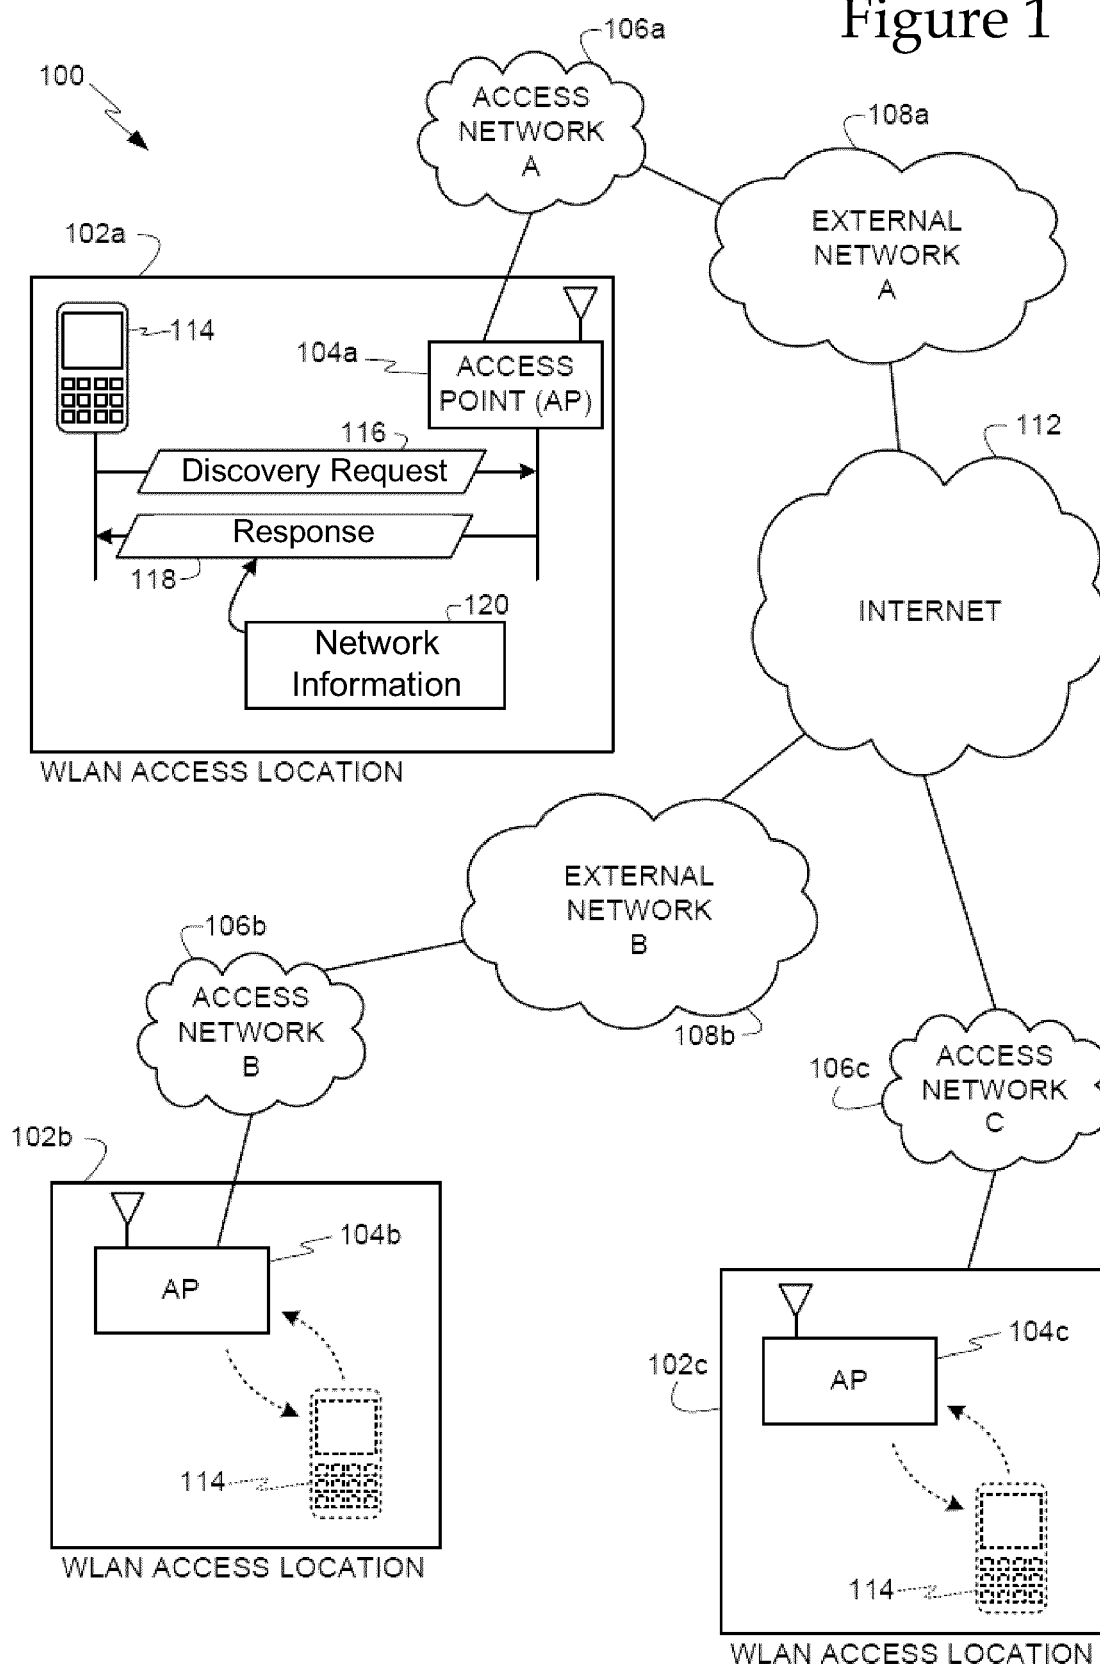 Figure 1
100
106a
ACCESS
NETWORK
A
108a
EXTERNAL
NETWORK
A
102a
114
104a
ACCESS
POINT (AP)
116
Discovery Request
Response
118
120
Network
Information
WLAN ACCESS LOCATION
112
INTERNET
EXTERNAL
NETWORK
B
108b
106b
ACCESS
NETWORK
B
106c
ACCESS
NETWORK
C
102b
104b
AP
114
WLAN ACCESS LOCATION
102c
104c
AP
114
WLAN ACCESS LOCATION